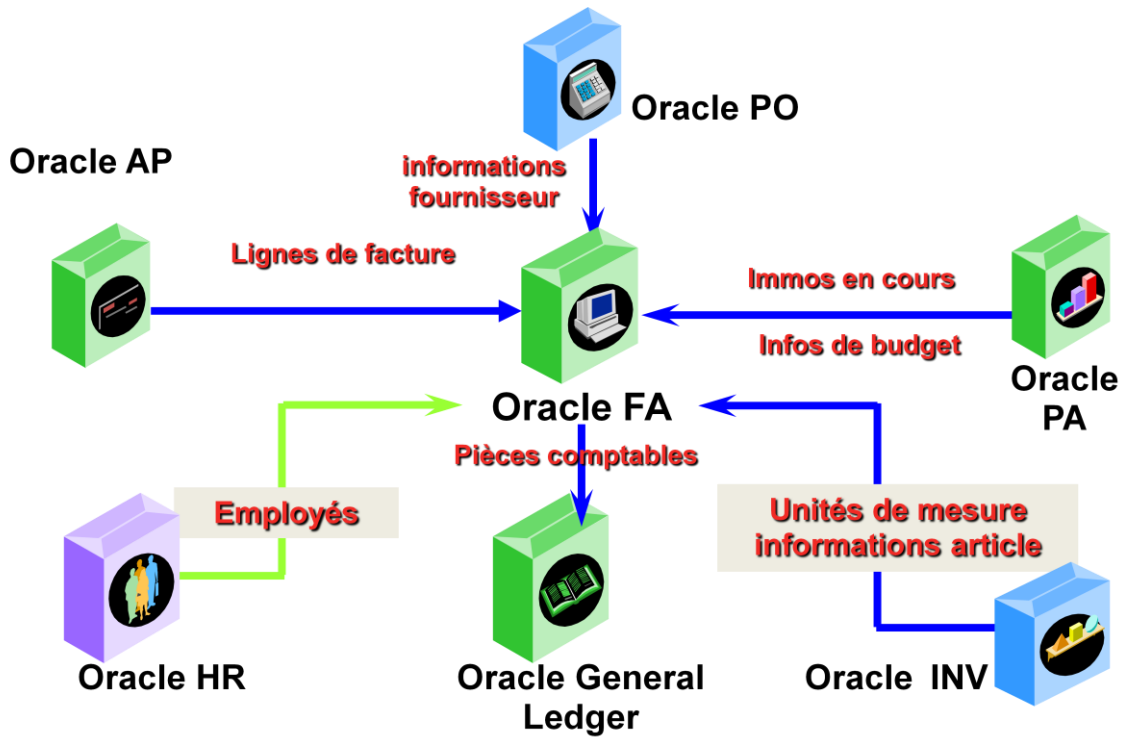 Oracle PO
Oracle AP
informations
fournisseur
Lignes de facture
Immos en cours
Infos de budget
Oracle
PA
Oracle FA
Pièces comptables
Employés
Unités de mesure
informations article
Oracle HR
Oracle General
Ledger
Oracle INV